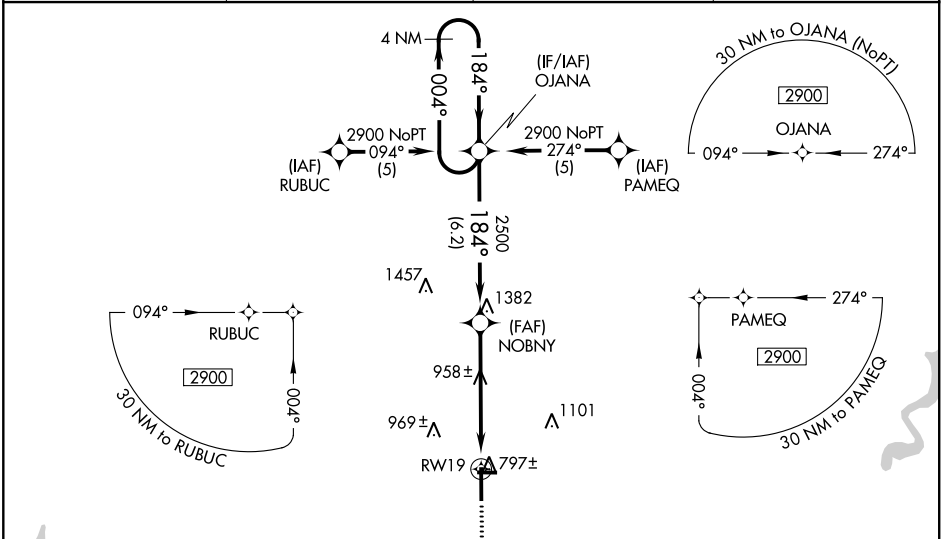 4 NM
004°
184°
(IF/IAF)
OJANA
2900 NoPT
094°
(5)
(IAF)
RUBUC
2900 NoPT
274°
(5)
(IAF)
PAMEQ
30 NM to OJANA (NoPT)
2900
OJANA
094°
274°
2500
184°
(6.2)
1457
1382
(FAF)
NOBNY
958±
969±
1101
RW19
797±
094°
RUBUC
2900
004°
30 NM to RUBUC
274°
PAMEQ
2900
004°
30 NM to PAMEQ